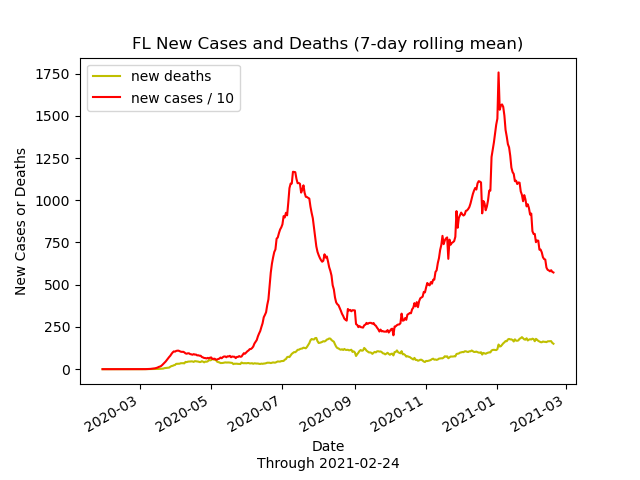 FL New Cases and Deaths (7-day rolling mean)
new deaths
new cases / 10
New Cases or Deaths
1750
1500
1250
1000
750
500
250
0
2020-03
2020-05
2020-07
2020-09
2020-11
2021-01
2021-03
Date
Through 2021-02-24